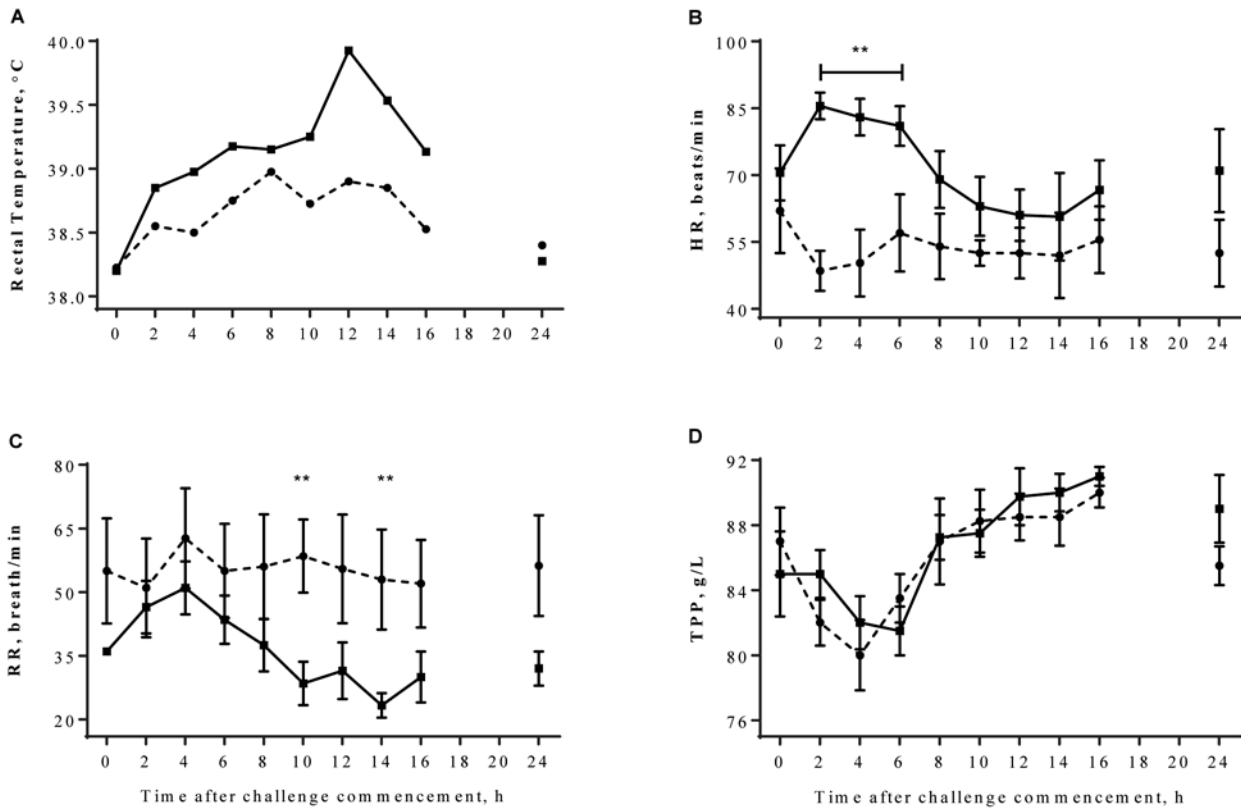 A
40.0
39.5
39.0
38.5
38.0
Rectal Temperature, °C
0 2 4 6 8 10 12 14 16 18 20 24
B
**
100
85
70
55
40
HR, beats/min
0 2 4 6 8 10 12 14 16 18 20 24
C
80
** **
65
50
35
20
RR, breath/min
0 2 4 6 8 10 12 14 16 18 20 24
Time after challenge commencement, h
D
92
88
84
80
76
TPP, g/L
0 2 4 6 8 10 12 14 16 18 20 24
Time after challenge commencement, h